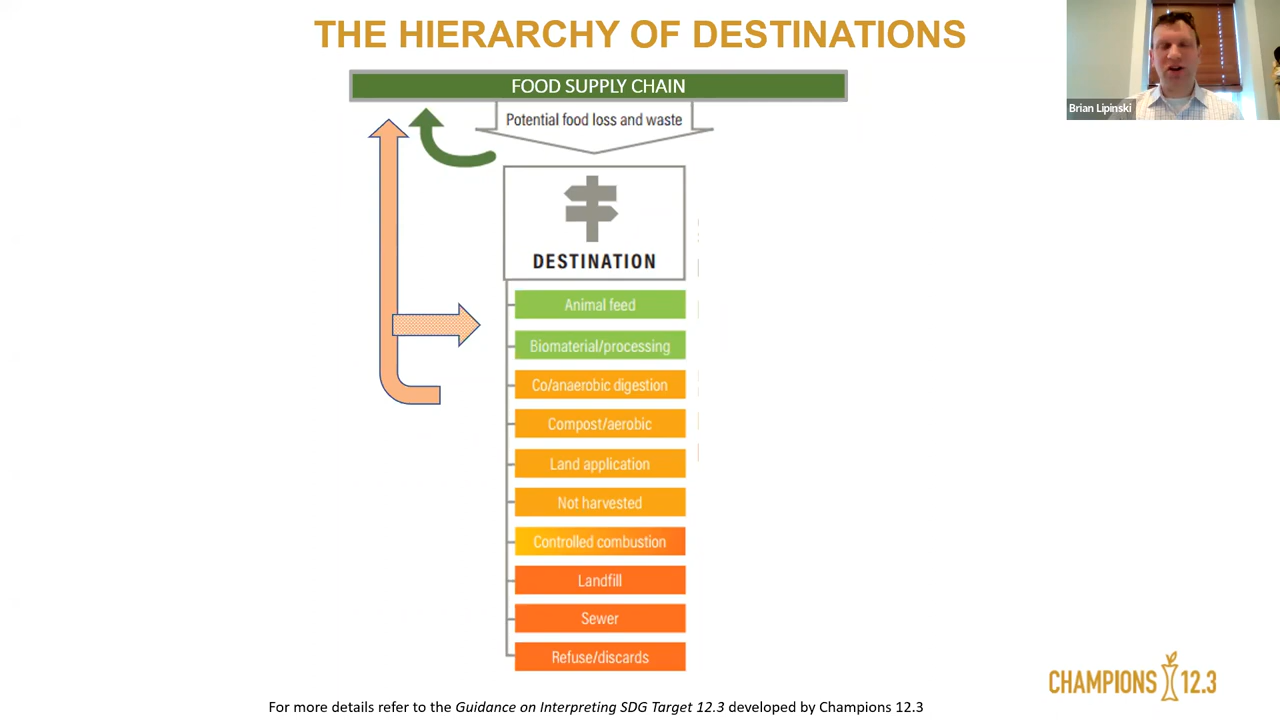 THE HIERARCHY OF DESTINATIONS
Brian Lipinski
FOOD SUPPLY CHAIN
Potential food loss and waste
DESTINATION
Animal feed
Biomaterial/processing
Co/anaerobic digestion
Compost/aerobic
Land application
Not harvested
Controlled combustion
Landfill
Sewer
Refuse/discards
CHAMPIONS 12.3
For more details refer to the Guidance on Interpreting SDG Target 12.3 developed by Champions 12.3